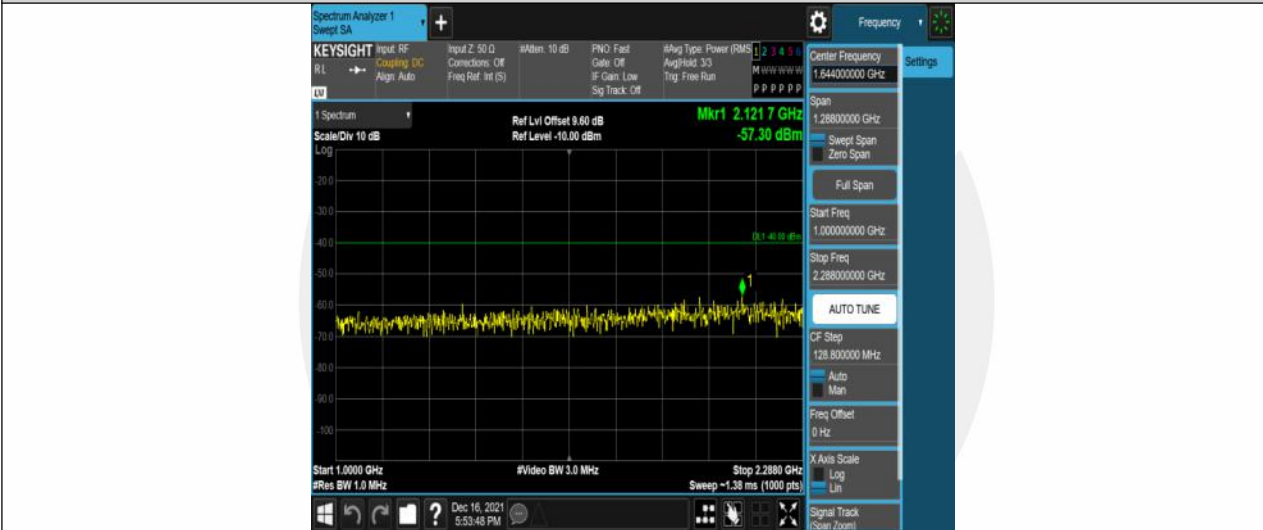 Spectrum Analyzer 1
Swept SA
+
Frequency
KEYSIGHT
RL
LV
Input: RF
Coupling: DC
Align: Auto
Input Z: 50 Ω
Corrections: Off
Freq Ref: Int (S)
#Atten: 10 dB
PNO: Fast
Gate: Off
IF Gain: Low
Sig Track: Off
#Avg Type: Power (RMS
Avg|Hold: 3/3
Trig: Free Run
1 2 3 4 5 6
M W W W W W
P P P P P P
1 Spectrum
Scale/Div 10 dB
Log
Ref Lvl Offset 9.60 dB
Ref Level -10.00 dBm
Mkr1 2.121 7 GHz
-57.30 dBm
-20.0
-30.0
-40.0
DL1 -40.00 dBm
-50.0
1
-60.0
-70.0
-80.0
-90.0
-100
Start 1.0000 GHz
#Res BW 1.0 MHz
#Video BW 3.0 MHz
Stop 2.2880 GHz
Sweep ~1.38 ms (1000 pts)
Center Frequency
1.644000000 GHz
Settings
Span
1.28800000 GHz
Swept Span
Zero Span
Full Span
Start Freq
1.000000000 GHz
Stop Freq
2.288000000 GHz
AUTO TUNE
CF Step
128.800000 MHz
Auto
Man
Freq Offset
0 Hz
X Axis Scale
Log
Lin
Signal Track
(Span Zoom)
?
Dec 16, 2021
5:53:48 PM